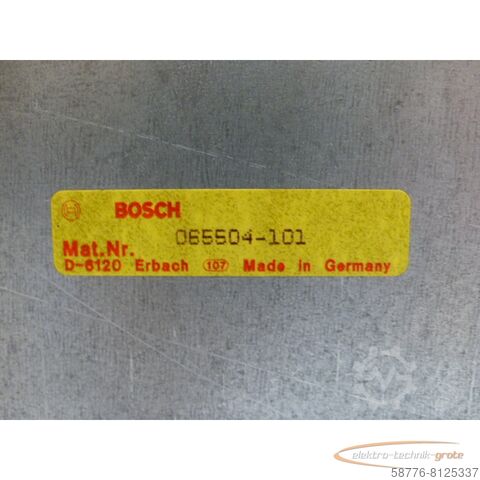 BOSCH
Mat.Nr. 065504-101
D-6120 Erbach 107 Made in Germany
elektro-technik-grote
58776-8125337